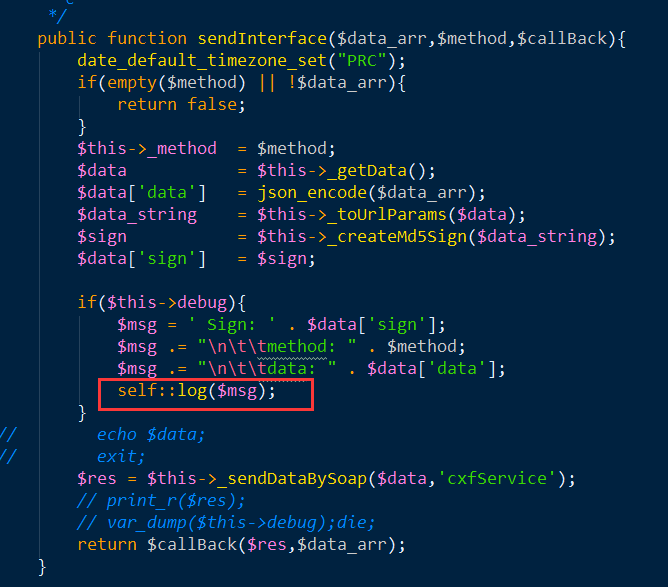 */
public function sendInterface($data_arr,$method,$callBack){
date_default_timezone_set("PRC");
if(empty($method) || !$data_arr){
return false;
}
$this->_method = $method;
$data = $this->_getData();
$data['data'] = json_encode($data_arr);
$data_string = $this->_toUrlParams($data);
$sign = $this->_createMd5Sign($data_string);
$data['sign'] = $sign;
if($this->debug){
$msg = ' Sign: ' . $data['sign'];
$msg .= "\n\t\tmethod: " . $method;
$msg .= "\n\t\tdata: " . $data['data'];
self::log($msg);
}
// echo $data;
// exit;
$res = $this->_sendDataBySoap($data,'cxfService');
// print_r($res);
// var_dump($this->debug);die;
return $callBack($res,$data_arr);
}